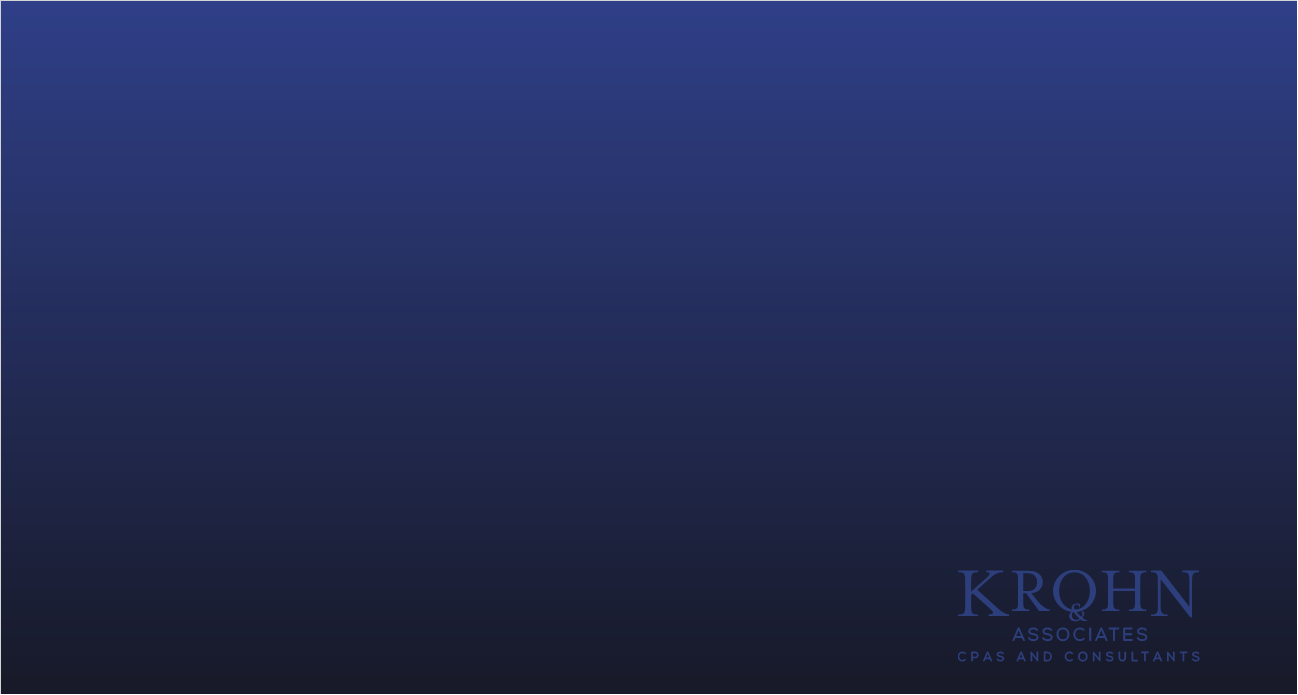 KROHN
&
ASSOCIATES
CPAS AND CONSULTANTS